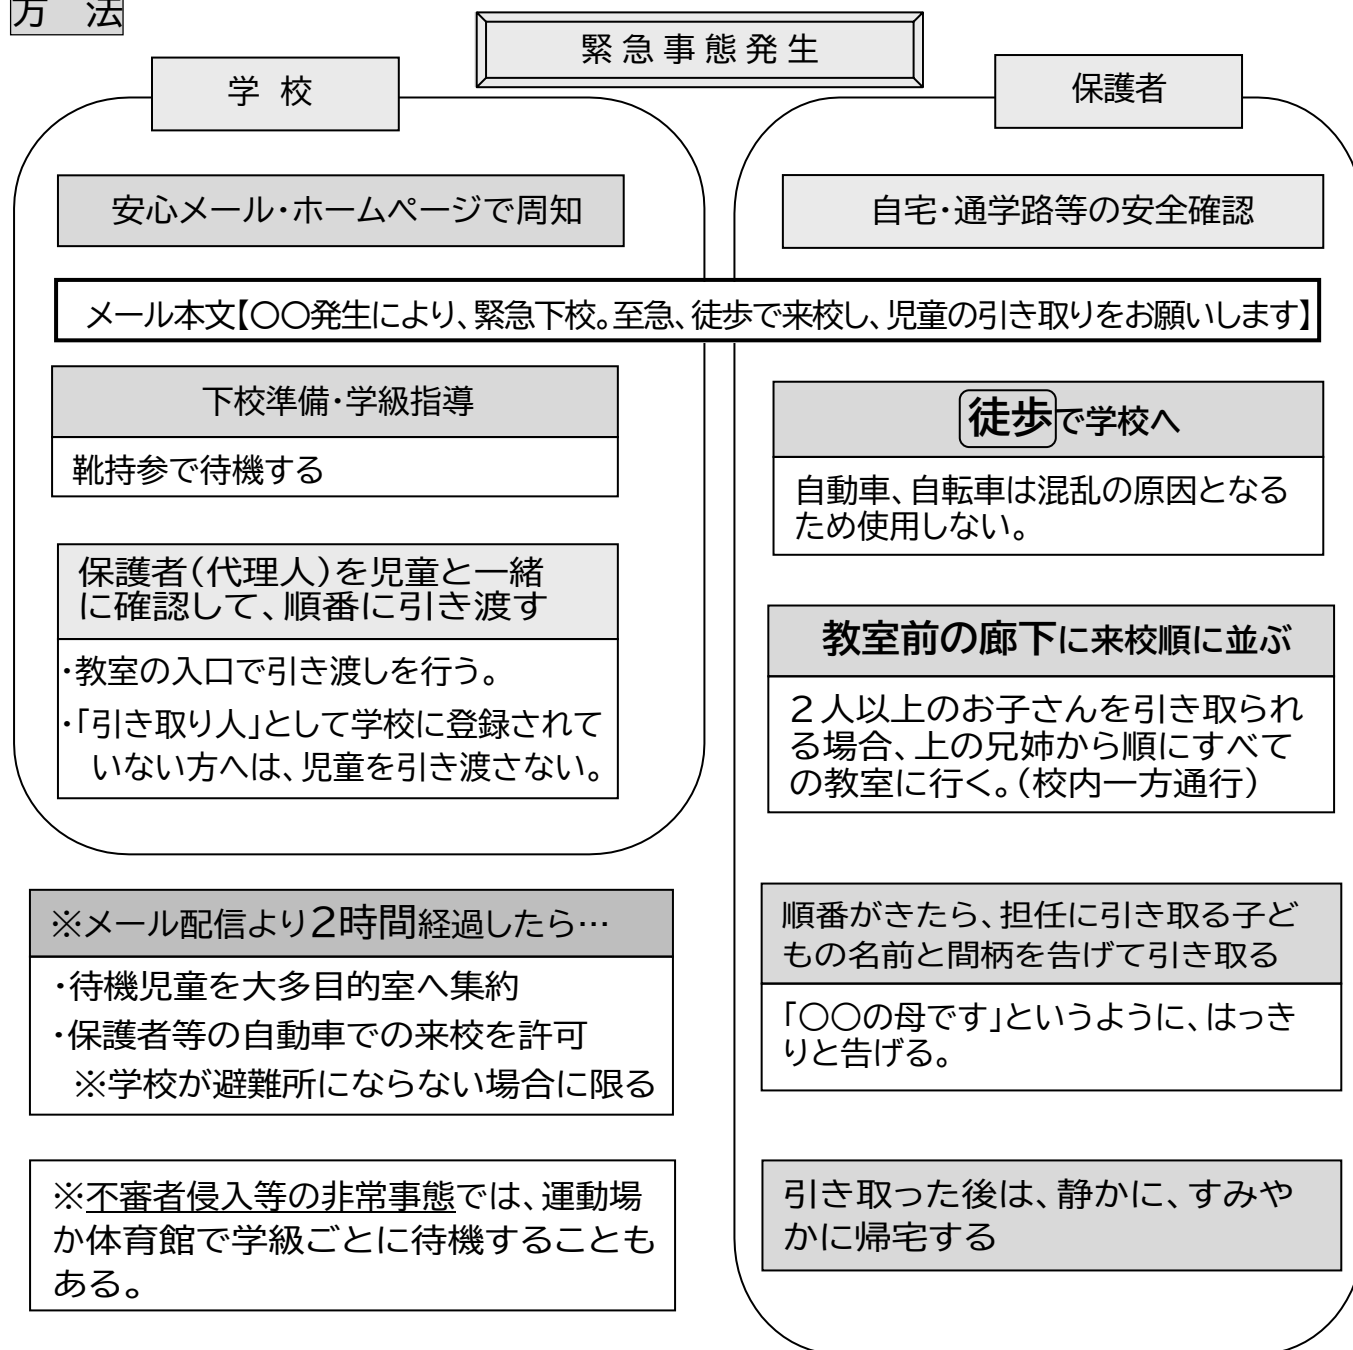 方　法
緊急事態発生
学 校
安心メール・ホームページで周知
メール本文【〇〇発生により、緊急下校。至急、徒歩で来校し、児童の引き取りをお願いします】
下校準備・学級指導
靴持参で待機する
保護者(代理人)を児童と一緒
に確認して、順番に引き渡す
・教室の入口で引き渡しを行う。
・「引き取り人」として学校に登録されて
いない方へは、児童を引き渡さない。
※メール配信より2時間経過したら…
・待機児童を大多目的室へ集約
・保護者等の自動車での来校を許可
※学校が避難所にならない場合に限る
※不審者侵入等の非常事態では、運動場
か体育館で学級ごとに待機することも
ある。
保護者
自宅・通学路等の安全確認
徒歩で学校へ
自動車、自転車は混乱の原因となる
ため使用しない。
教室前の廊下に来校順に並ぶ
2人以上のお子さんを引き取られ
る場合、上の兄姉から順にすべて
の教室に行く。(校内一方通行)
順番がきたら、担任に引き取る子ど
もの名前と間柄を告げて引き取る
「〇〇の母です」というように、はっき
りと告げる。
引き取った後は、静かに、すみや
かに帰宅する